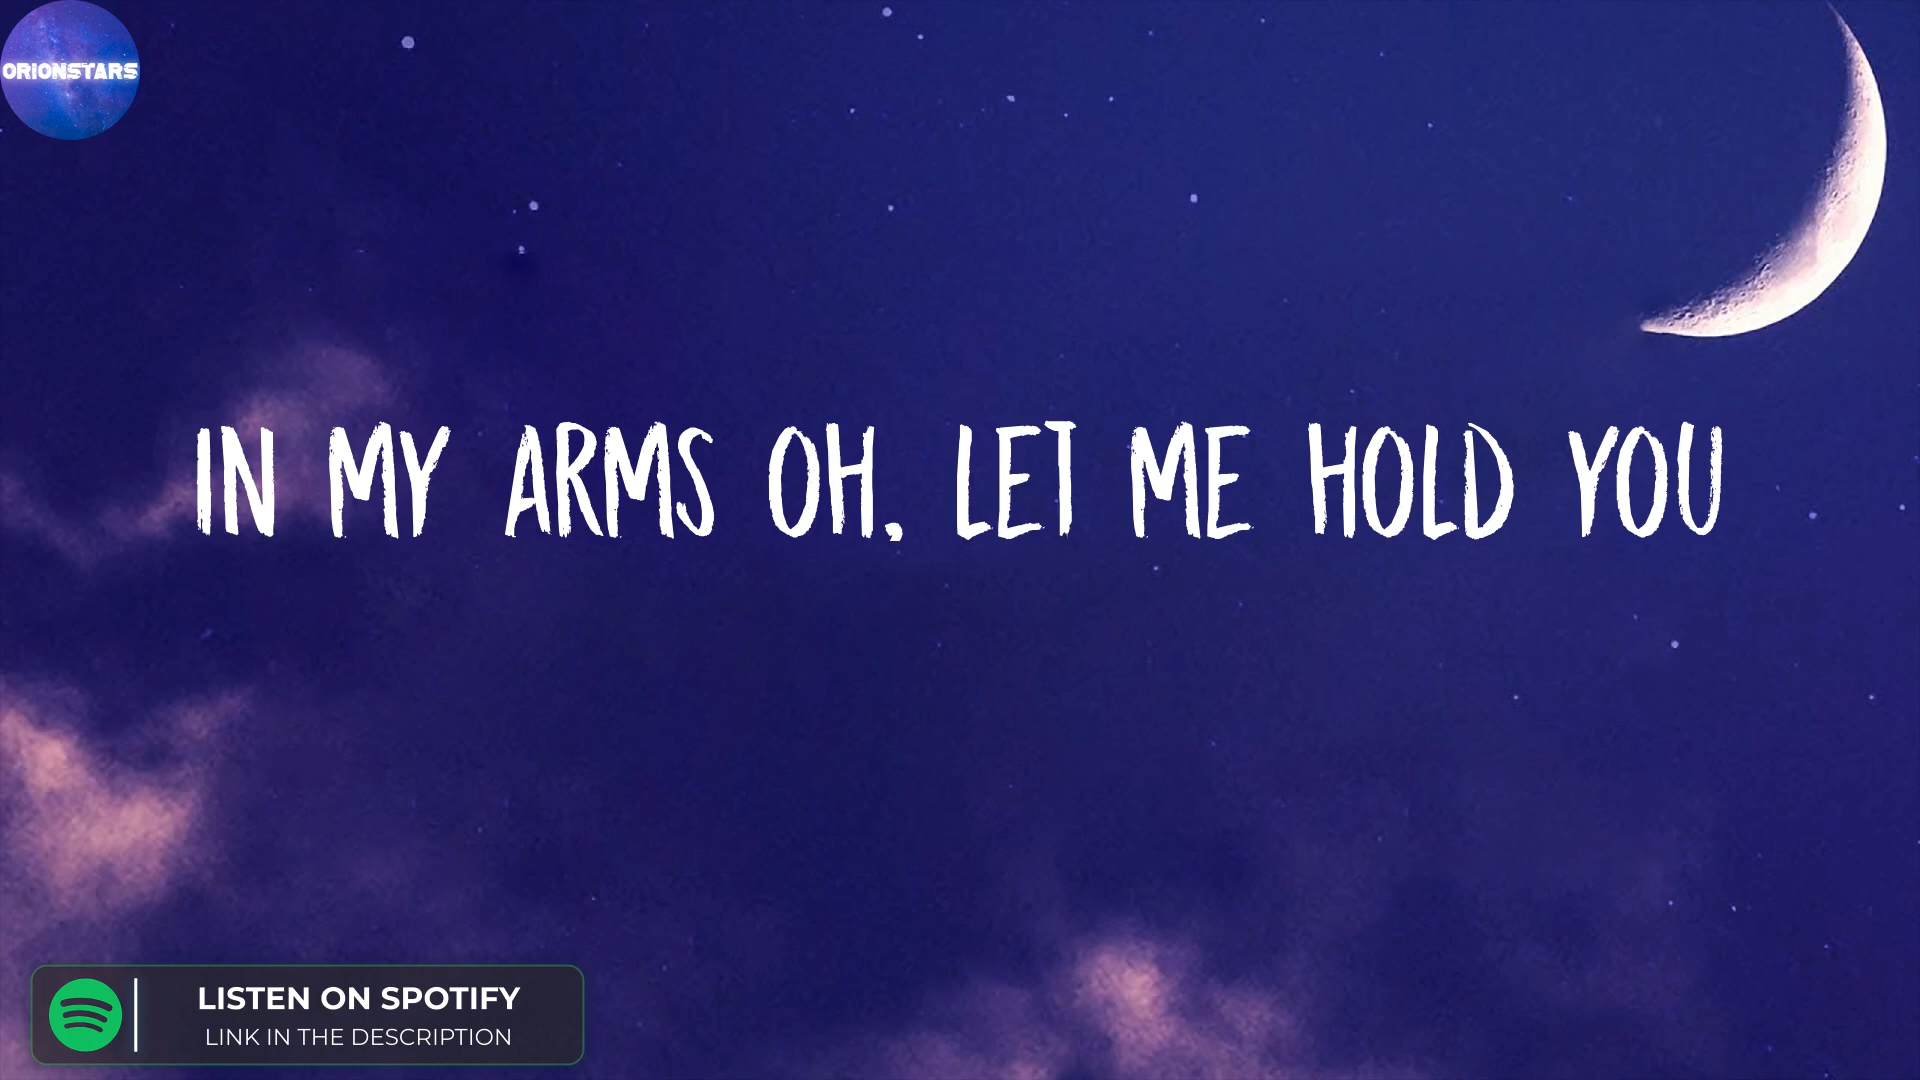 ORIONSTARS
IN MY ARMS OH, LET ME HOLD YOU
LISTEN ON SPOTIFY
LINK IN THE DESCRIPTION